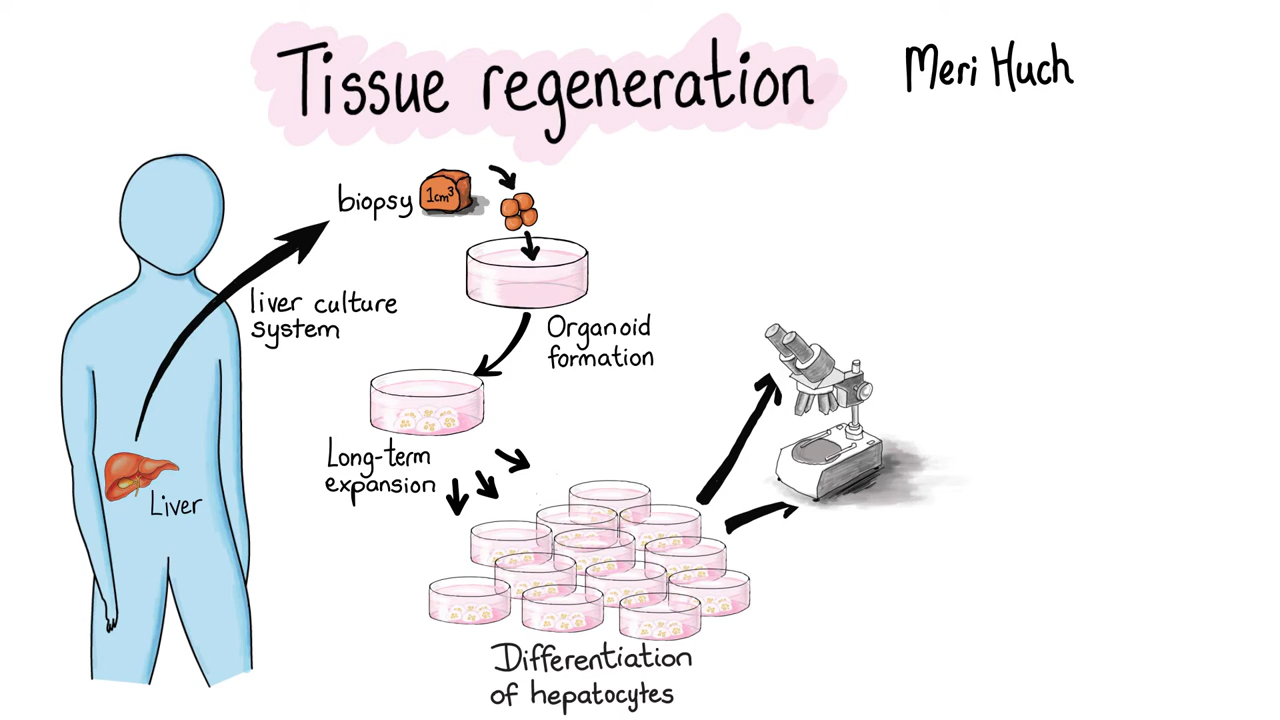 Tissue regeneration
Meri Huch
biopsy
1cm³
liver culture
system
Organoid
formation
Long-term
expansion
Liver
Differentiation
of hepatocytes